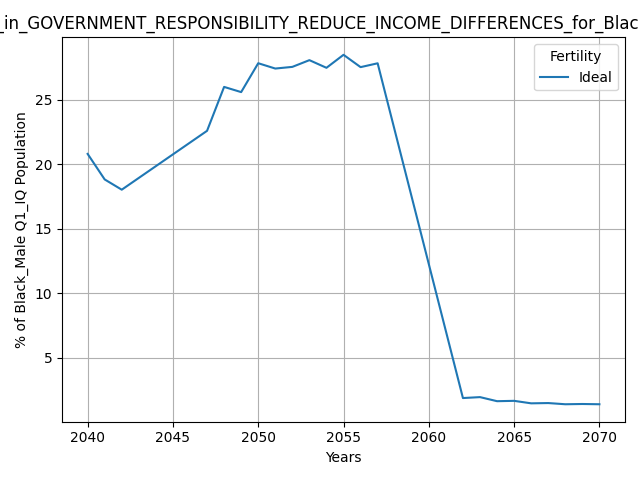 _in_GOVERNMENT_RESPONSIBILITY_REDUCE_INCOME_DIFFERENCES_for_Blac
Fertility
Ideal
% of Black_Male Q1_IQ Population
25
20
15
10
5
2040 2045 2050 2055 2060 2065 2070
Years